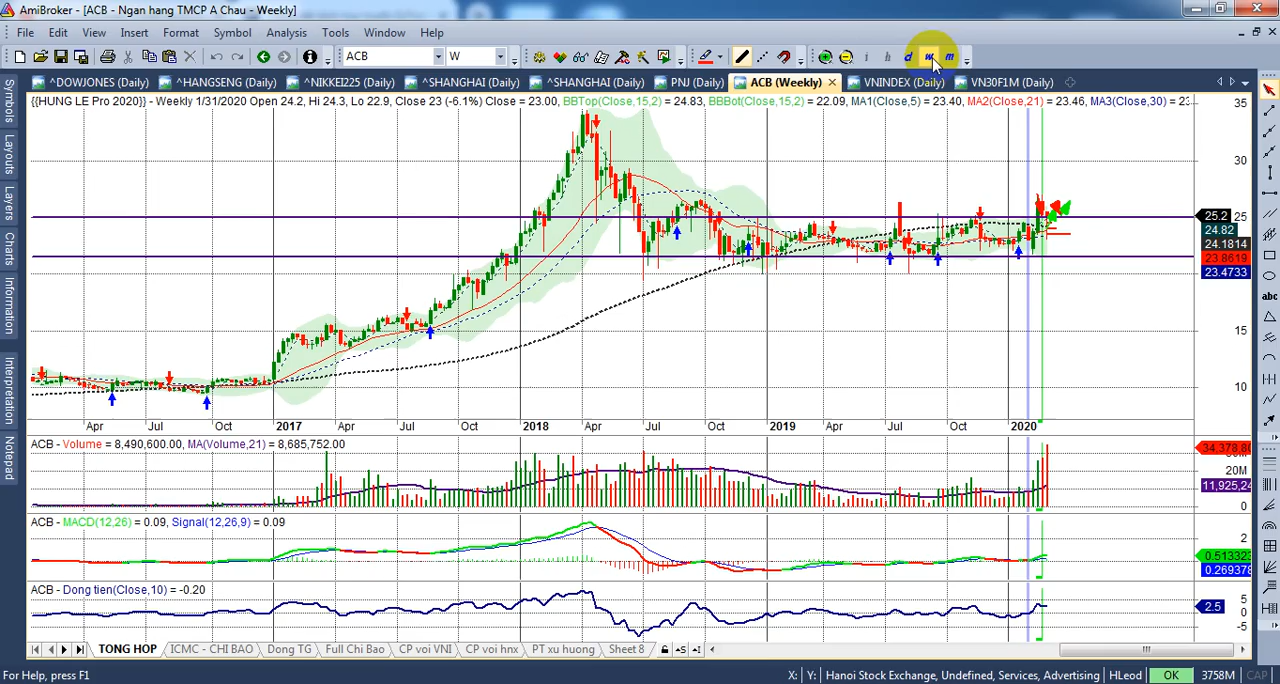 AmiBroker - [ACB - Ngan hang TMCP A Chau - Weekly]
File Edit View Insert Format Symbol Analysis Tools Window Help
ACB W i h d w m
^DOWJONES (Daily) ^HANGSENG (Daily) ^NIKKEI225 (Daily) ^SHANGHAI (Daily) ^SHANGHAI (Daily) PNJ (Daily) ACB (Weekly) VNINDEX (Daily) VN30F1M (Daily)
{{HUNG LE Pro 2020}} - Weekly 1/31/2020 Open 24.2, Hi 24.3, Lo 22.9, Close 23 (-6.1%) Close = 23.00, BBTop(Close,15,2) = 24.83, BBBot(Close,15,2) = 22.09, MA1(Close,5) = 23.40, MA2(Close,21) = 23.46, MA3(Close,30) = 23
Symbols
Layouts
Layers
Charts
Information
Interpretation
Notepad
abc
35
30
25
25.2
24.82
24.1814
23.8619
23.4733
15
10
Apr Jul Oct 2017 Apr Jul Oct 2018 Apr Jul Oct 2019 Apr Jul Oct 2020
ACB - Volume = 8,490,600.00, MA(Volume,21) = 8,685,752.00
34,378,80
20M
11,925,24
ACB - MACD(12,26) = 0.09, Signal(12,26,9) = 0.09
2
0.513323
0.269378
ACB - Dong tien(Close,10) = -0.20
5
2.5
0
-5
TONG HOP ICMC - CHI BAO Dong TG Full Chi Bao CP voi VNI CP voi hnx PT xu huong Sheet 8
For Help, press F1 X: Y: Hanoi Stock Exchange, Undefined, Services, Advertising HLeod OK 3758M CAP